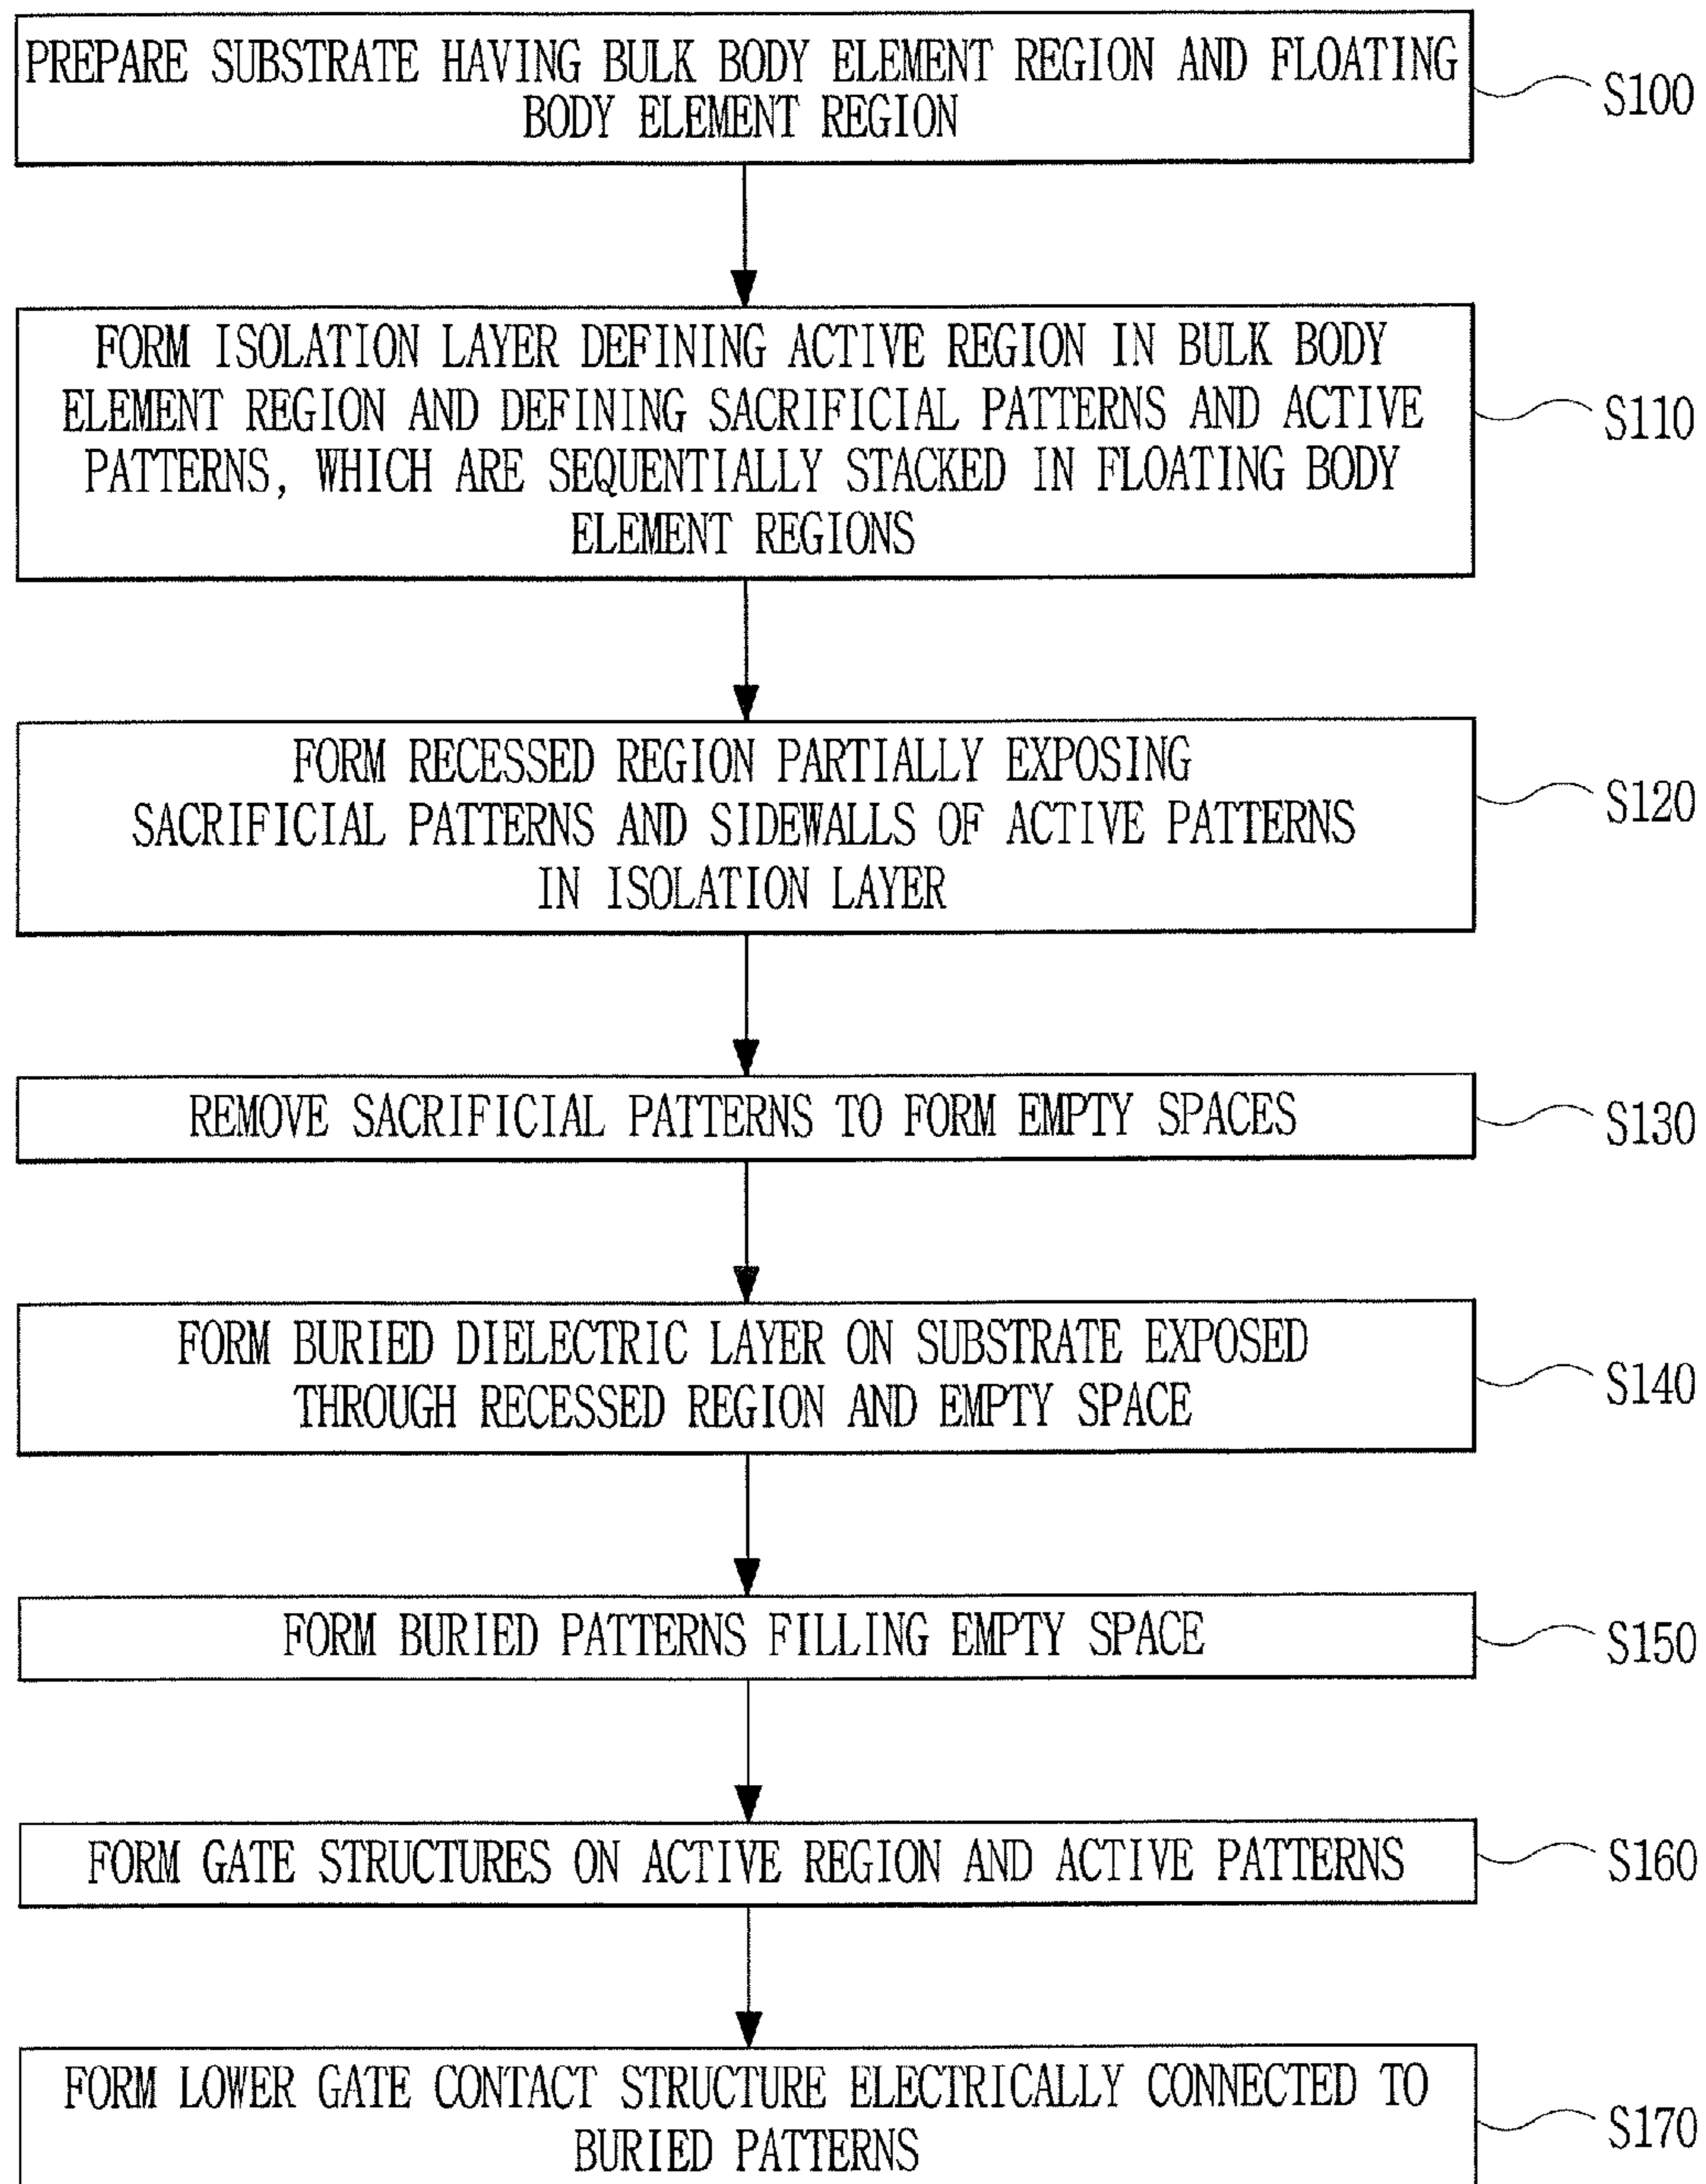 PREPARE SUBSTRATE HAVING BULK BODY ELEMENT REGION AND FLOATING
BODY ELEMENT REGION
S100
FORM ISOLATION LAYER DEFINING ACTIVE REGION IN BULK BODY
ELEMENT REGION AND DEFINING SACRIFICIAL PATTERNS AND ACTIVE
PATTERNS, WHICH ARE SEQUENTIALLY STACKED IN FLOATING BODY
ELEMENT REGIONS
S110
FORM RECESSED REGION PARTIALLY EXPOSING
SACRIFICIAL PATTERNS AND SIDEWALLS OF ACTIVE PATTERNS
IN ISOLATION LAYER
S120
REMOVE SACRIFICIAL PATTERNS TO FORM EMPTY SPACES
S130
FORM BURIED DIELECTRIC LAYER ON SUBSTRATE EXPOSED
THROUGH RECESSED REGION AND EMPTY SPACE
S140
FORM BURIED PATTERNS FILLING EMPTY SPACE
S150
FORM GATE STRUCTURES ON ACTIVE REGION AND ACTIVE PATTERNS
S160
FORM LOWER GATE CONTACT STRUCTURE ELECTRICALLY CONNECTED TO
BURIED PATTERNS
S170